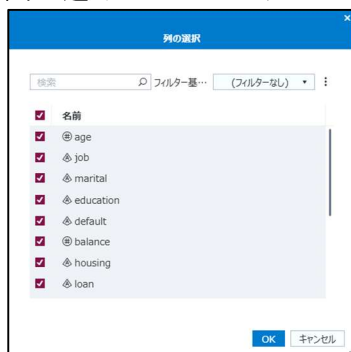 列の選択
検索 フィルター基… (フィルターなし)
名前
age
job
marital
education
default
balance
housing
loan
OK キャンセル